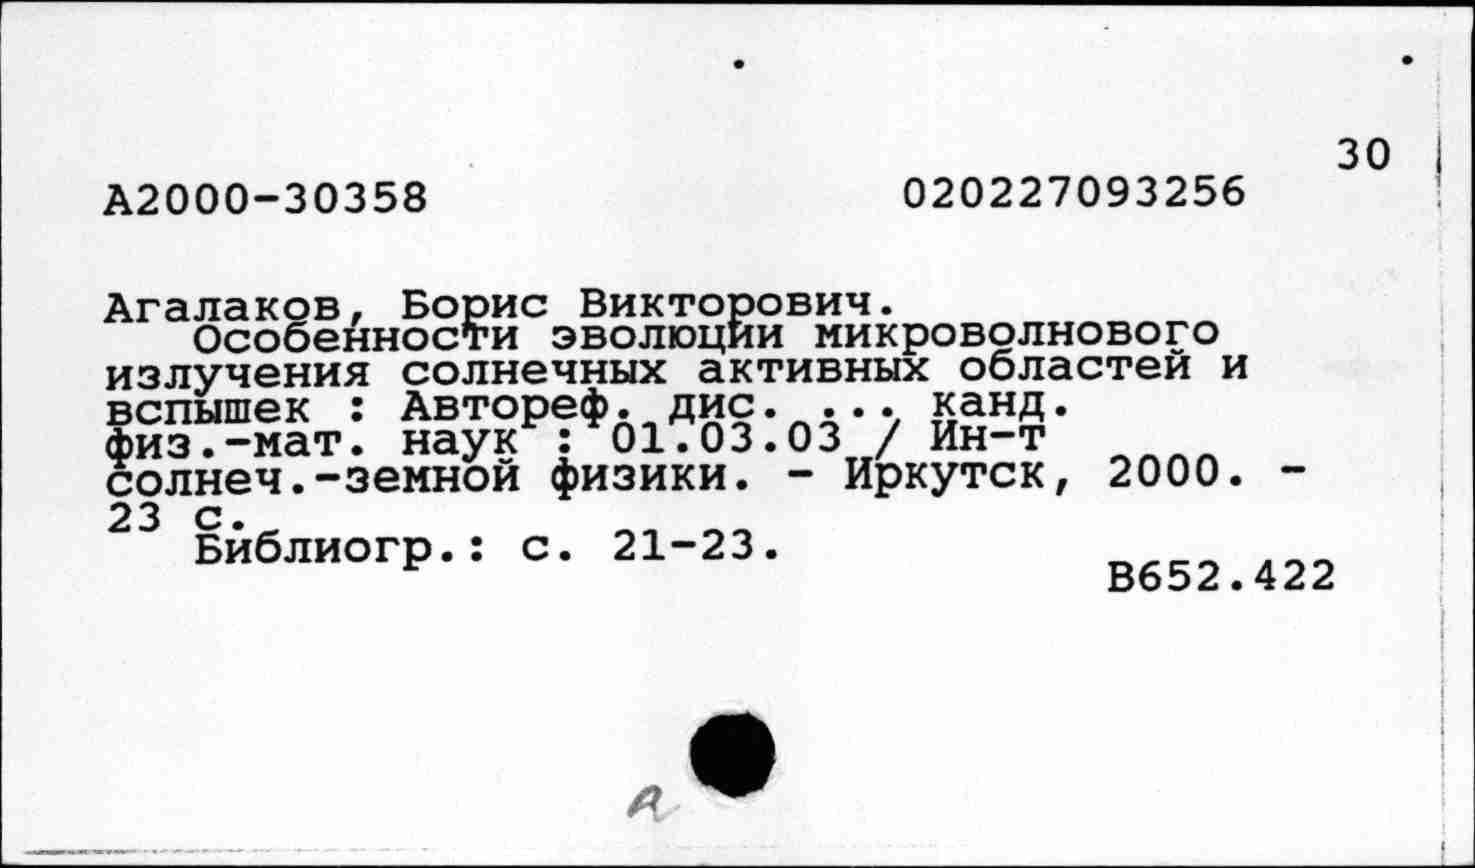 30
А2000-30358 020227093256
Агалаков, Борис Викторович.
Особенности эволюции микроволнового
излучения солнечных активных областей и
вспышек : Автореф. дис. ... канд.
физ.-мат. наук : 01.03.03 / Ин-т
солнеч.-земной физики. - Иркутск, 2000. -
23 с.
Библиогр.: с. 21-23.
В652.422
а